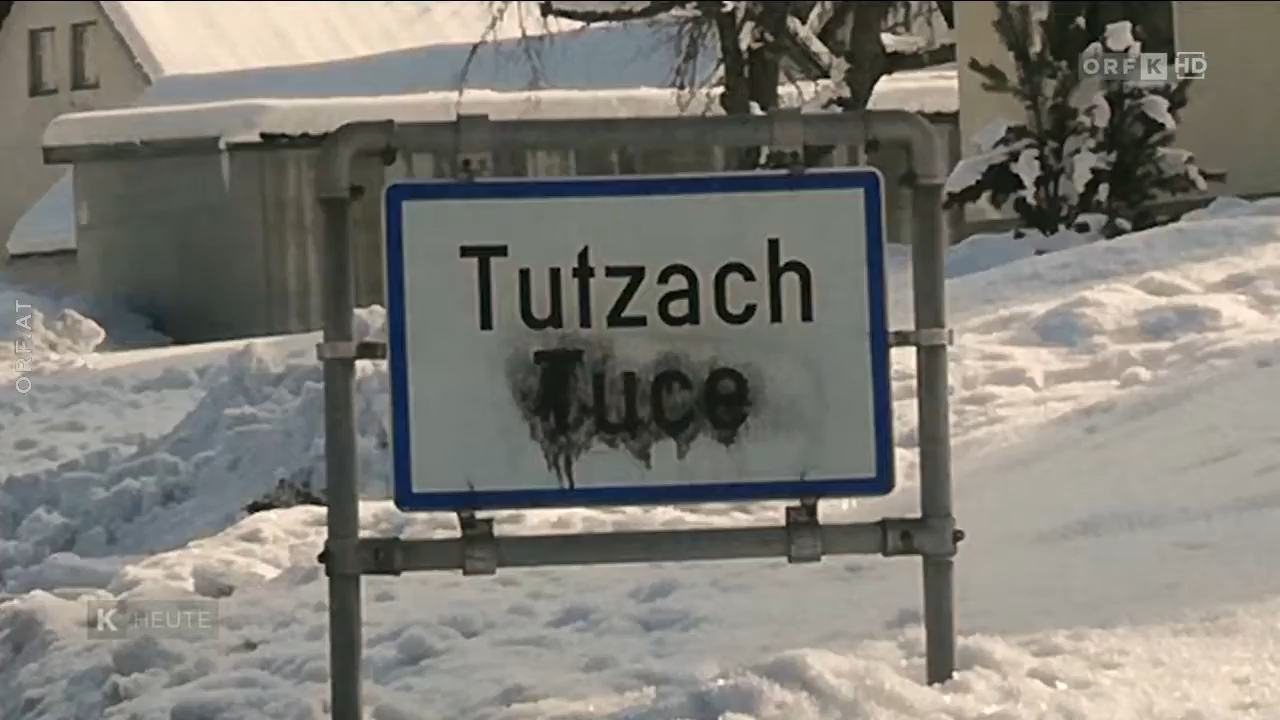 ORF K HD
ORF.AT
Tutzach
Tuce
K HEUTE